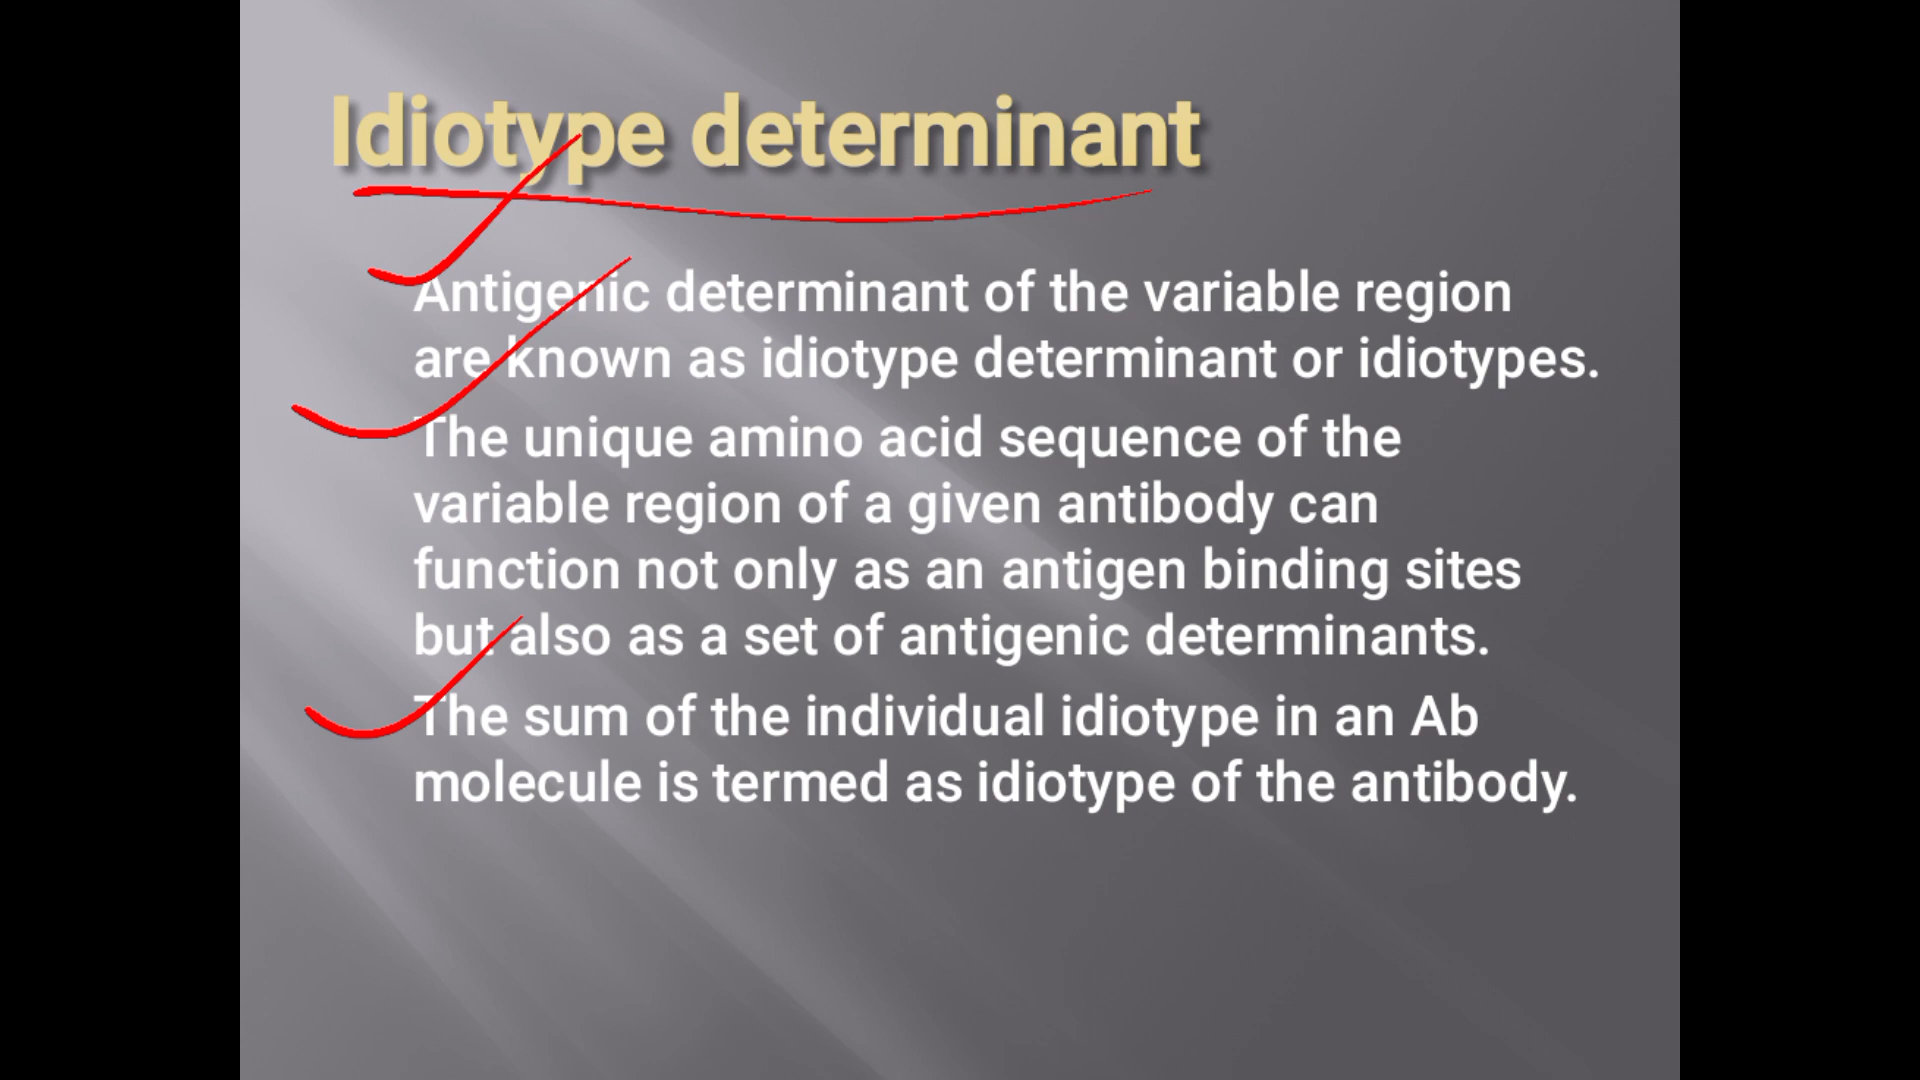 Idiotype determinant
Antigenic determinant of the variable region
are known as idiotype determinant or idiotypes.
The unique amino acid sequence of the
variable region of a given antibody can
function not only as an antigen binding sites
but also as a set of antigenic determinants.
The sum of the individual idiotype in an Ab
molecule is termed as idiotype of the antibody.